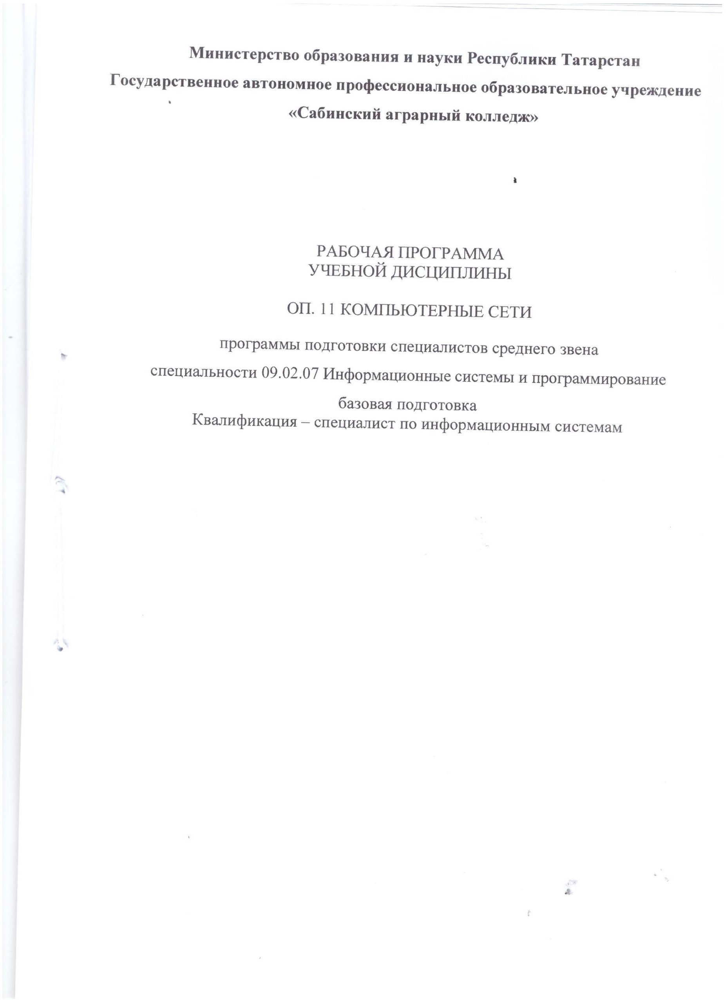 Министерство образования и науки Республики Татарстан
Государственное автономное профессиональное образовательное учреждение
«Сабинский аграрный колледж»
РАБОЧАЯ ПРОГРАММА
УЧЕБНОЙ ДИСЦИПЛИНЫ
ОП. 11 КОМПЬЮТЕРНЫЕ СЕТИ
программы подготовки специалистов среднего звена
специальности 09.02.07 Информационные системы и программирование
базовая подготовка
Квалификация – специалист по информационным системам